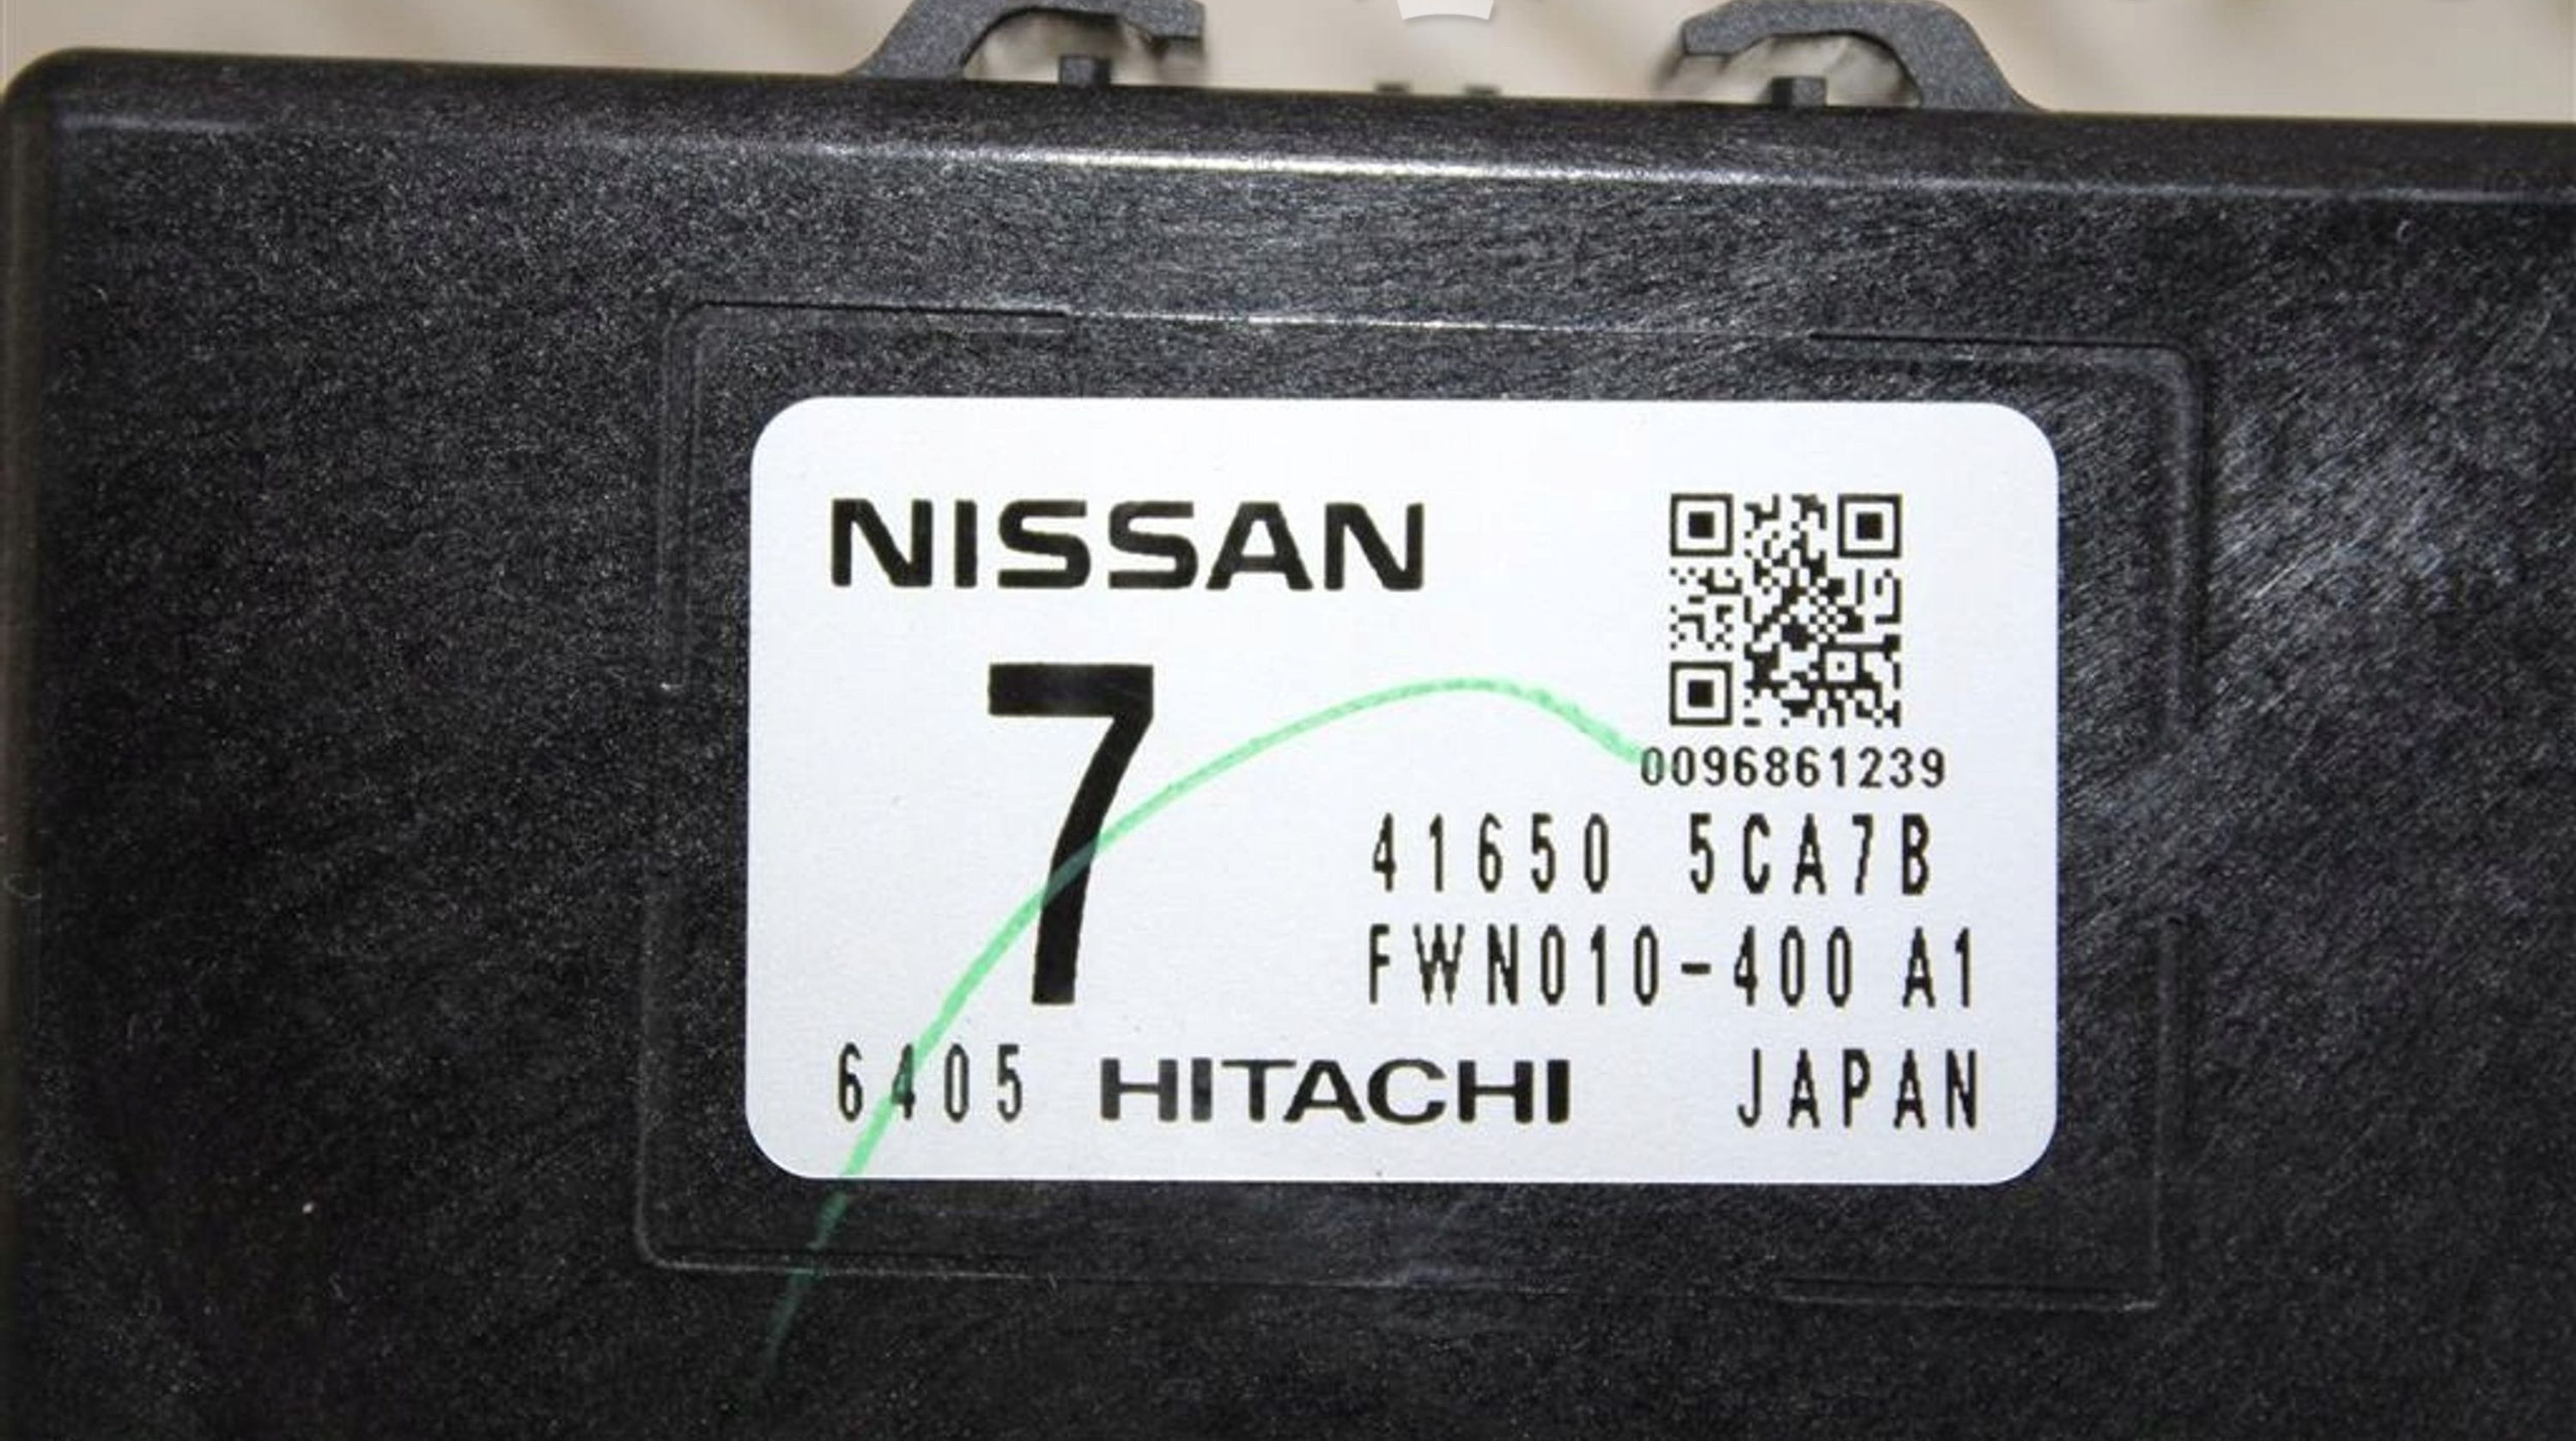 NISSAN
7
0096861239
41650 5CA7B
FWN010-400 A1
6405 HITACHI JAPAN